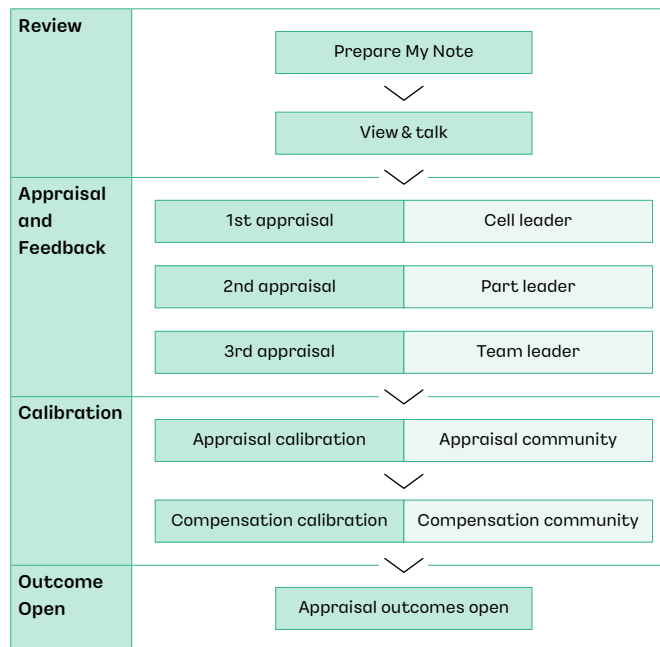 Review
Prepare My Note
View & talk
Appraisal
and
Feedback
1st appraisal
Cell leader
2nd appraisal
Part leader
3rd appraisal
Team leader
Calibration
Appraisal calibration
Appraisal community
Compensation calibration
Compensation community
Outcome
Open
Appraisal outcomes open